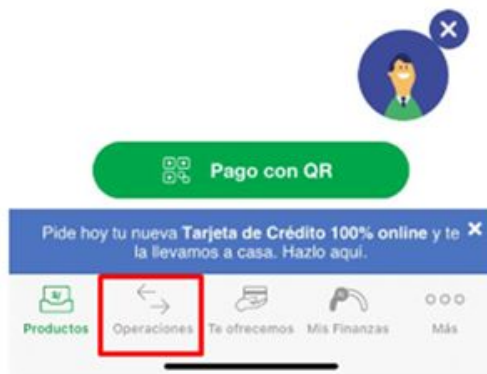 Pago con QR
Pide hoy tu nueva Tarjeta de Crédito 100% online y te
la llevamos a casa. Hazlo aquí.
Productos Operaciones Te ofrecemos Mis Finanzas Más